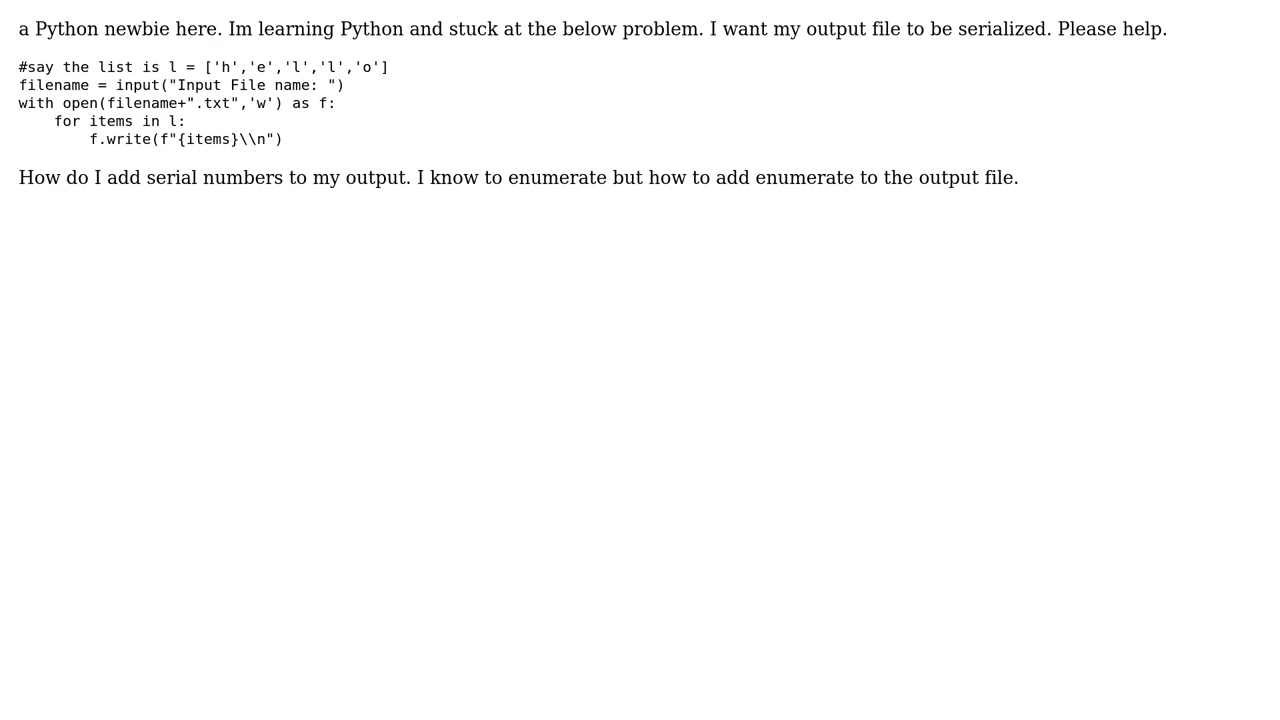 a Python newbie here. Im learning Python and stuck at the below problem. I want my output file to be serialized. Please help.
#say the list is l = ['h','e','l','l','o']
filename = input("Input File name: ")
with open(filename+".txt",'w') as f:
    for items in l:
        f.write(f"{items}\\n")
How do I add serial numbers to my output. I know to enumerate but how to add enumerate to the output file.